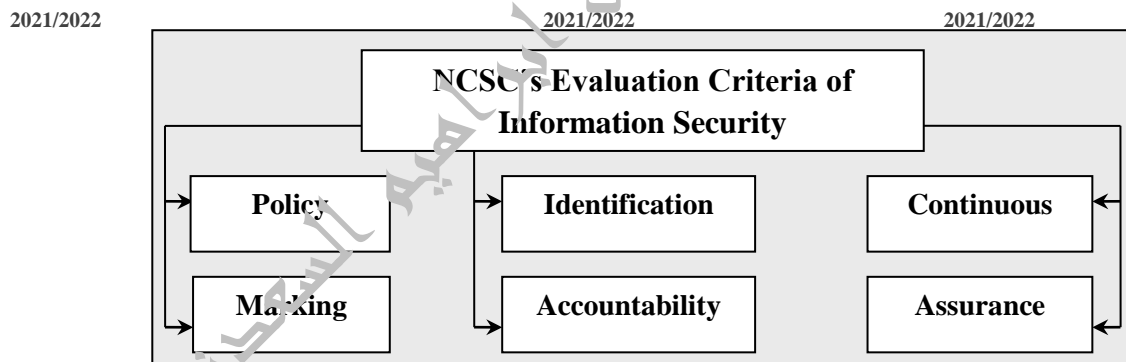 2021/2022 2021/2022 2021/2022
NCSC's Evaluation Criteria of
Information Security
Policy Identification Continuous
Marking Accountability Assurance